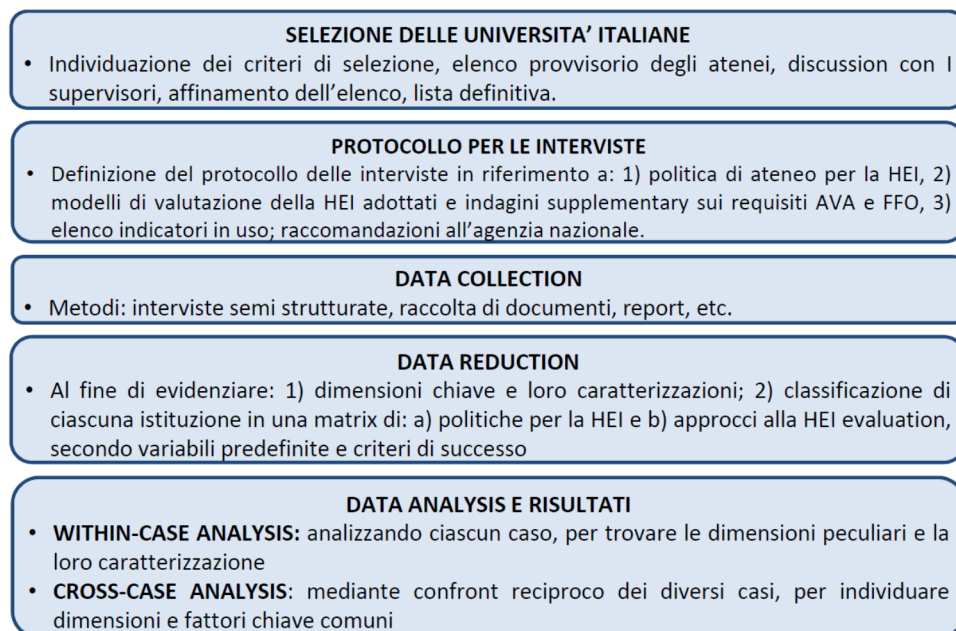 SELEZIONE DELLE UNIVERSITA’ ITALIANE
• Individuazione dei criteri di selezione, elenco provvisorio degli atenei, discussion con I
supervisori, affinamento dell’elenco, lista definitiva.
PROTOCOLLO PER LE INTERVISTE
• Definizione del protocollo delle interviste in riferimento a: 1) politica di ateneo per la HEI, 2)
modelli di valutazione della HEI adottati e indagini supplementary sui requisiti AVA e FFO, 3)
elenco indicatori in uso; raccomandazioni all’agenzia nazionale.
DATA COLLECTION
• Metodi: interviste semi strutturate, raccolta di documenti, report, etc.
DATA REDUCTION
• Al fine di evidenziare: 1) dimensioni chiave e loro caratterizzazioni; 2) classificazione di
ciascuna istituzione in una matrix di: a) politiche per la HEI e b) approcci alla HEI evaluation,
secondo variabili predefinite e criteri di successo
DATA ANALYSIS E RISULTATI
• WITHIN-CASE ANALYSIS: analizzando ciascun caso, per trovare le dimensioni peculiari e la
loro caratterizzazione
• CROSS-CASE ANALYSIS: mediante confront reciproco dei diversi casi, per individuare
dimensioni e fattori chiave comuni